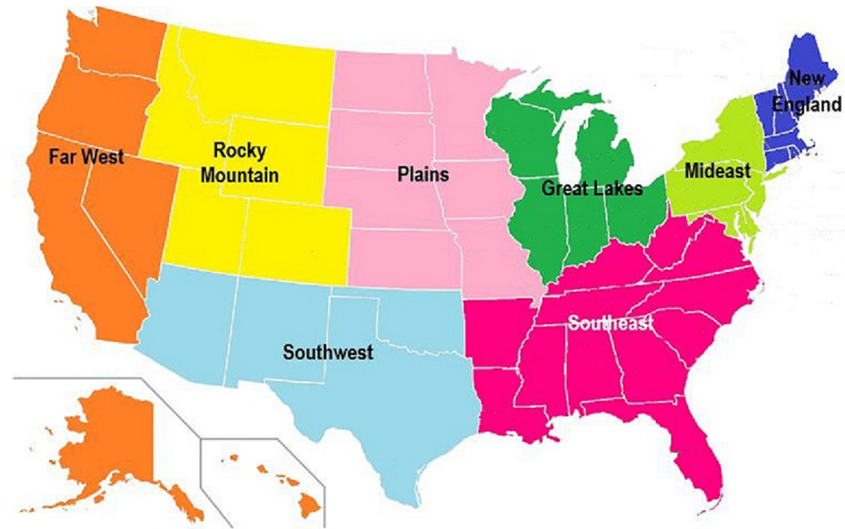 New
England
Far West
Rocky
Mountain
Plains
Great Lakes
Mideast
Southeast
Southwest